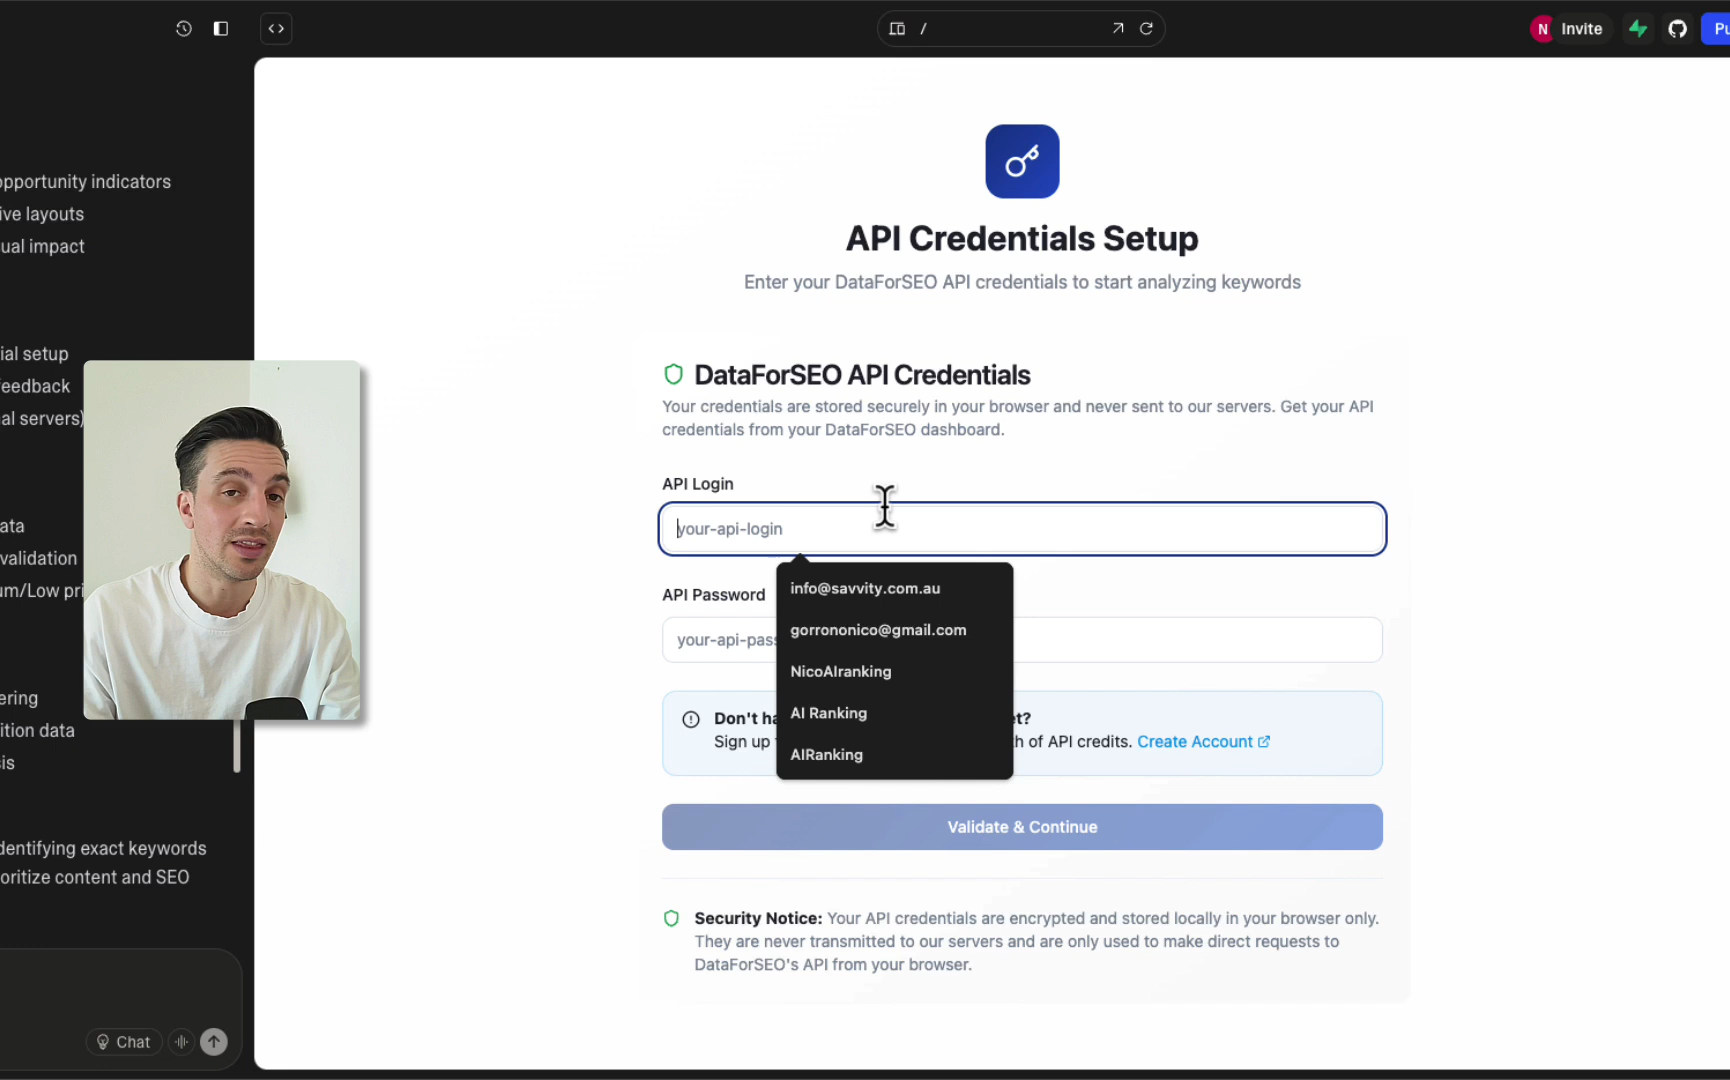 /
N
Invite
Pu
opportunity indicators
ive layouts
ual impact
ial setup
feedback
al servers)
ata
validation
um/Low pri
ering
ition data
sis
dentifying exact keywords
oritize content and SEO
Chat
API Credentials Setup
Enter your DataForSEO API credentials to start analyzing keywords
DataForSEO API Credentials
Your credentials are stored securely in your browser and never sent to our servers. Get your API
credentials from your DataForSEO dashboard.
API Login
your-api-login
info@savvity.com.au
gorrononico@gmail.com
NicoAIranking
AI Ranking
AIRanking
API Password
your-api-pass
Don't ha
et?
Sign up
h of API credits. Create Account
Validate & Continue
Security Notice: Your API credentials are encrypted and stored locally in your browser only.
They are never transmitted to our servers and are only used to make direct requests to
DataForSEO's API from your browser.